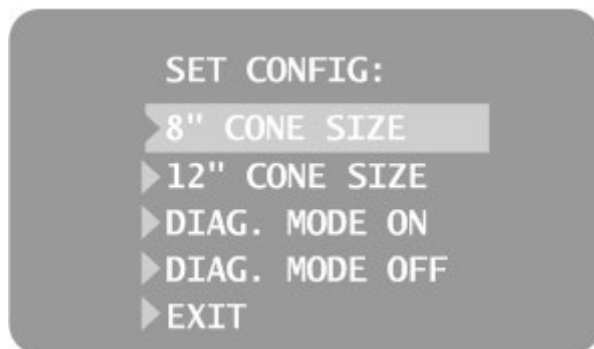 SET CONFIG:
8" CONE SIZE
12" CONE SIZE
DIAG. MODE ON
DIAG. MODE OFF
EXIT